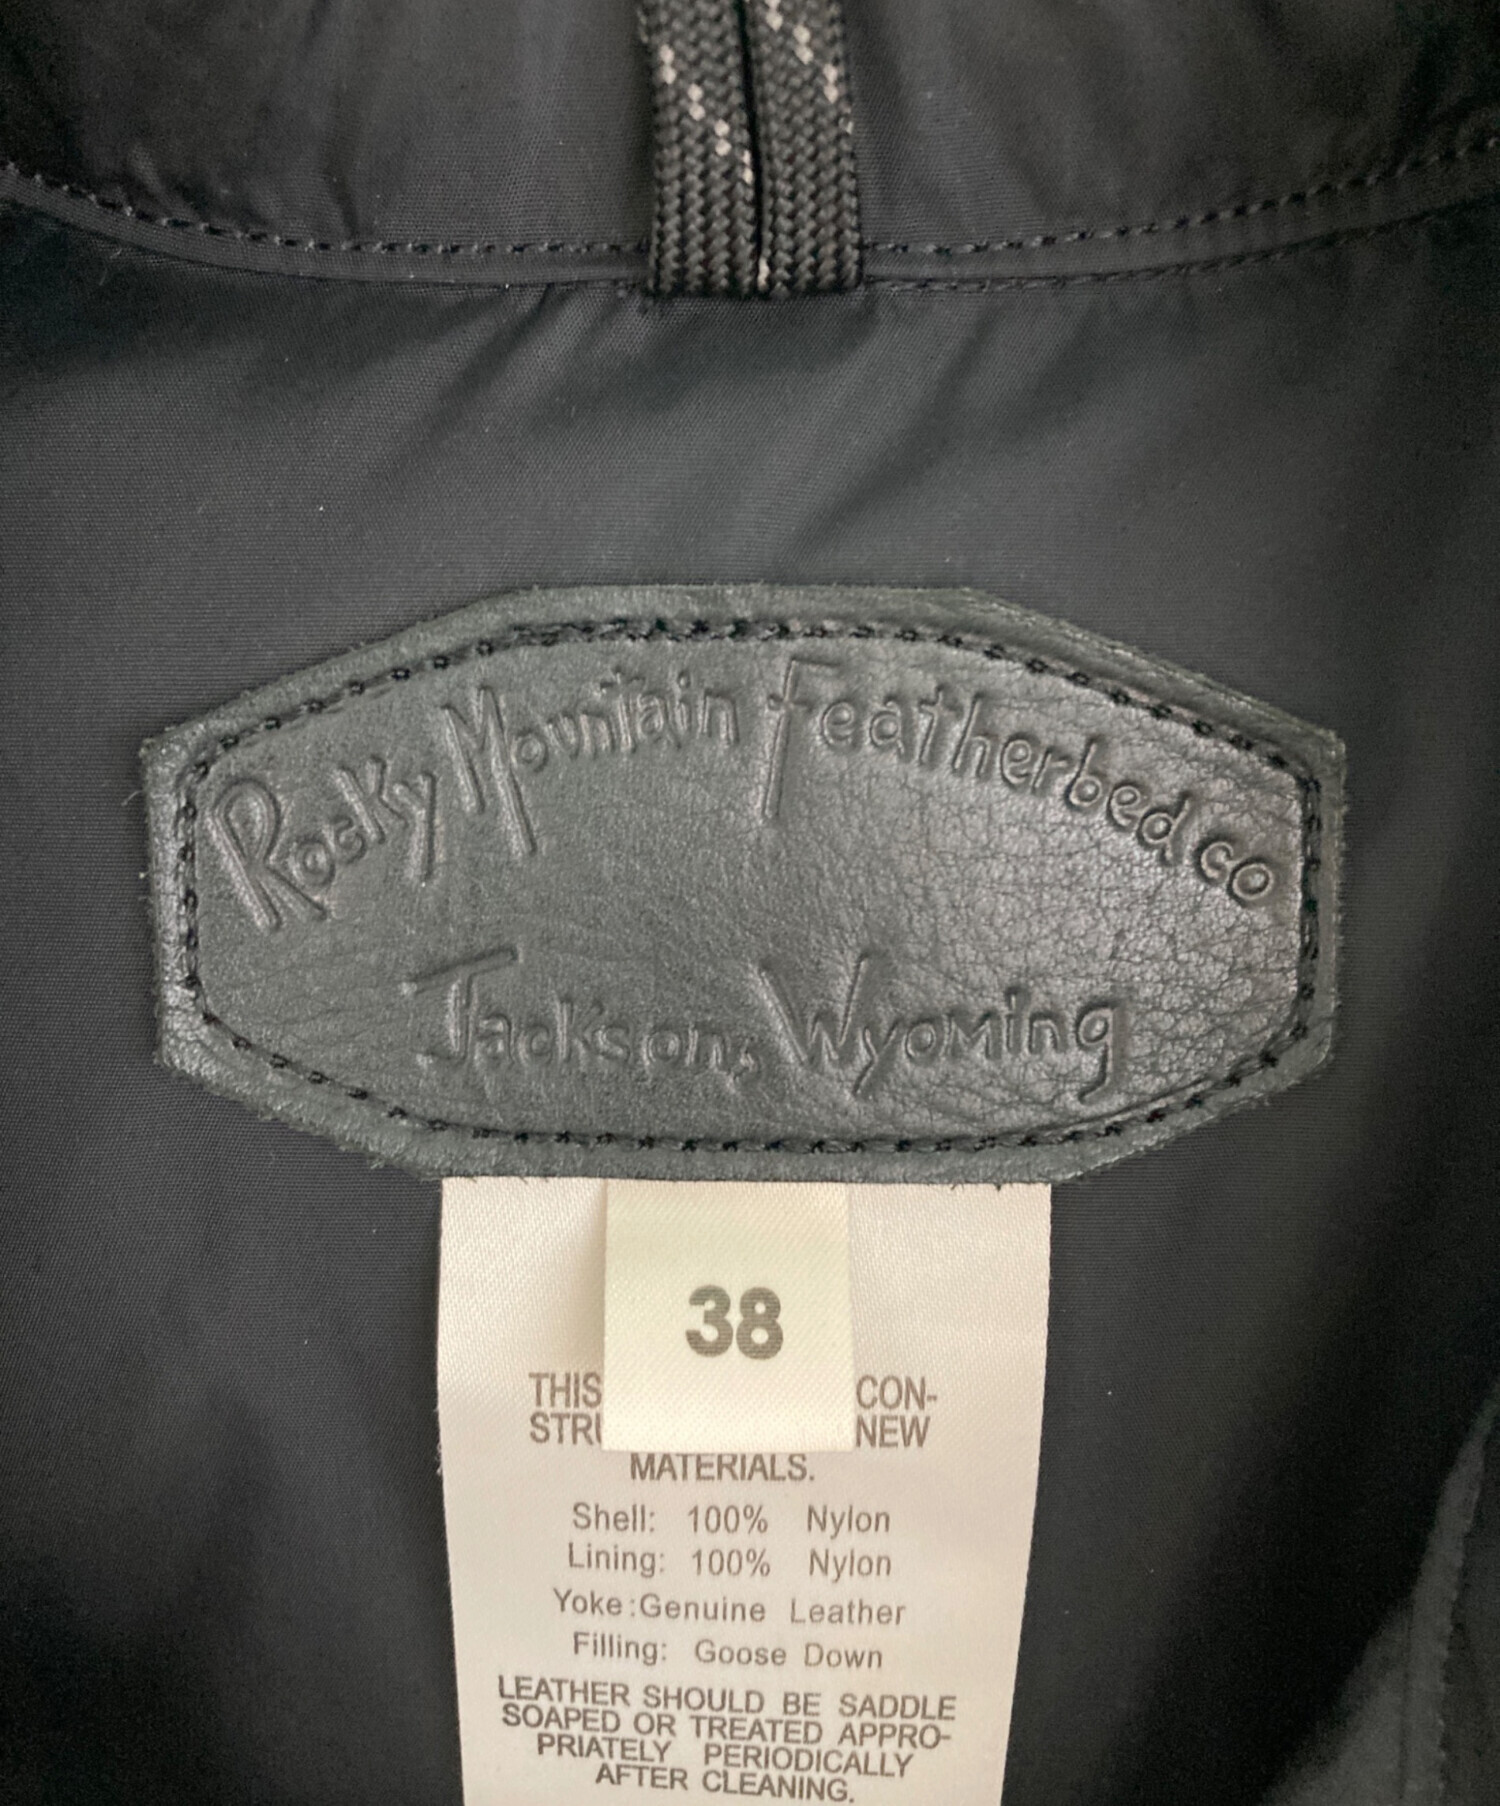 Rocky Mountain Featherbed co
Jackson, Wyoming
38
THIS CON-
STRU NEW
MATERIALS.
Shell: 100% Nylon
Lining: 100% Nylon
Yoke:Genuine Leather
Filling: Goose Down
LEATHER SHOULD BE SADDLE
SOAPED OR TREATED APPRO-
PRIATELY PERIODICALLY
AFTER CLEANING.